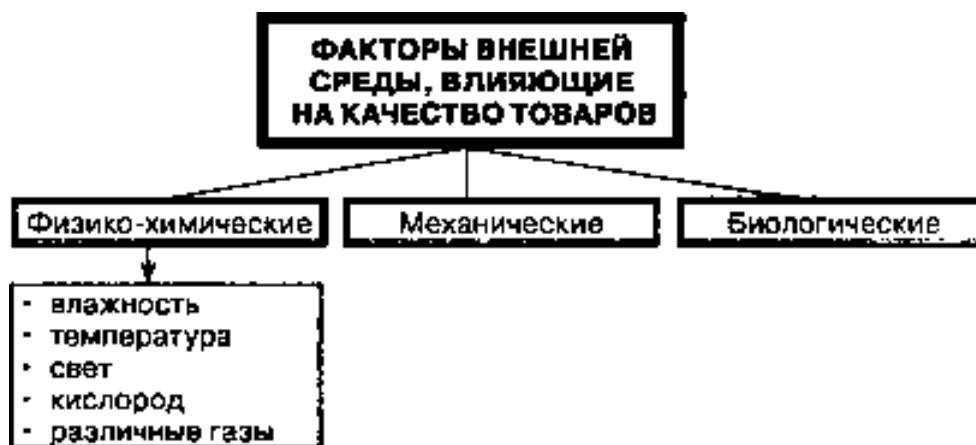 ФАКТОРЫ ВНЕШНЕЙ
СРЕДЫ, ВЛИЯЮЩИЕ
НА КАЧЕСТВО ТОВАРОВ
Физико-химические
Механические
Биологические
- влажность
- температура
- свет
- кислород
- различные газы